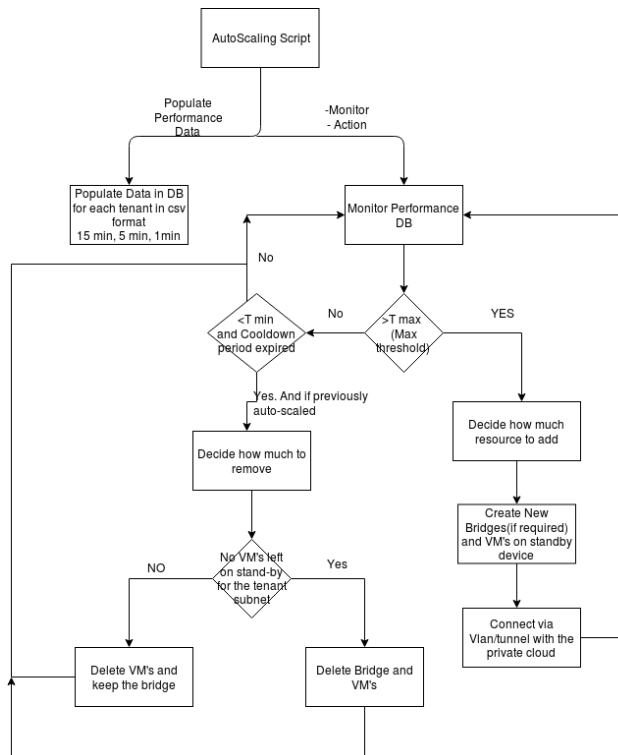 AutoScaling Script
Populate
Performance
Data
-Monitor
- Action
Populate Data in DB
for each tenant in csv
format
15 min, 5 min, 1min
Monitor Performance
DB
No
<T min
and Cooldown
period expired
No
>T max
(Max
threshold)
YES
Yes. And if previously
auto-scaled
Decide how much to
remove
Decide how much
resource to add
Create New
Bridges(if required)
and VM's on standby
device
NO
No VM's left
on stand-by
for the tenant
subnet
Yes
Connect via
Vlan/tunnel with the
private cloud
Delete VM's and
keep the bridge
Delete Bridge and
VM's